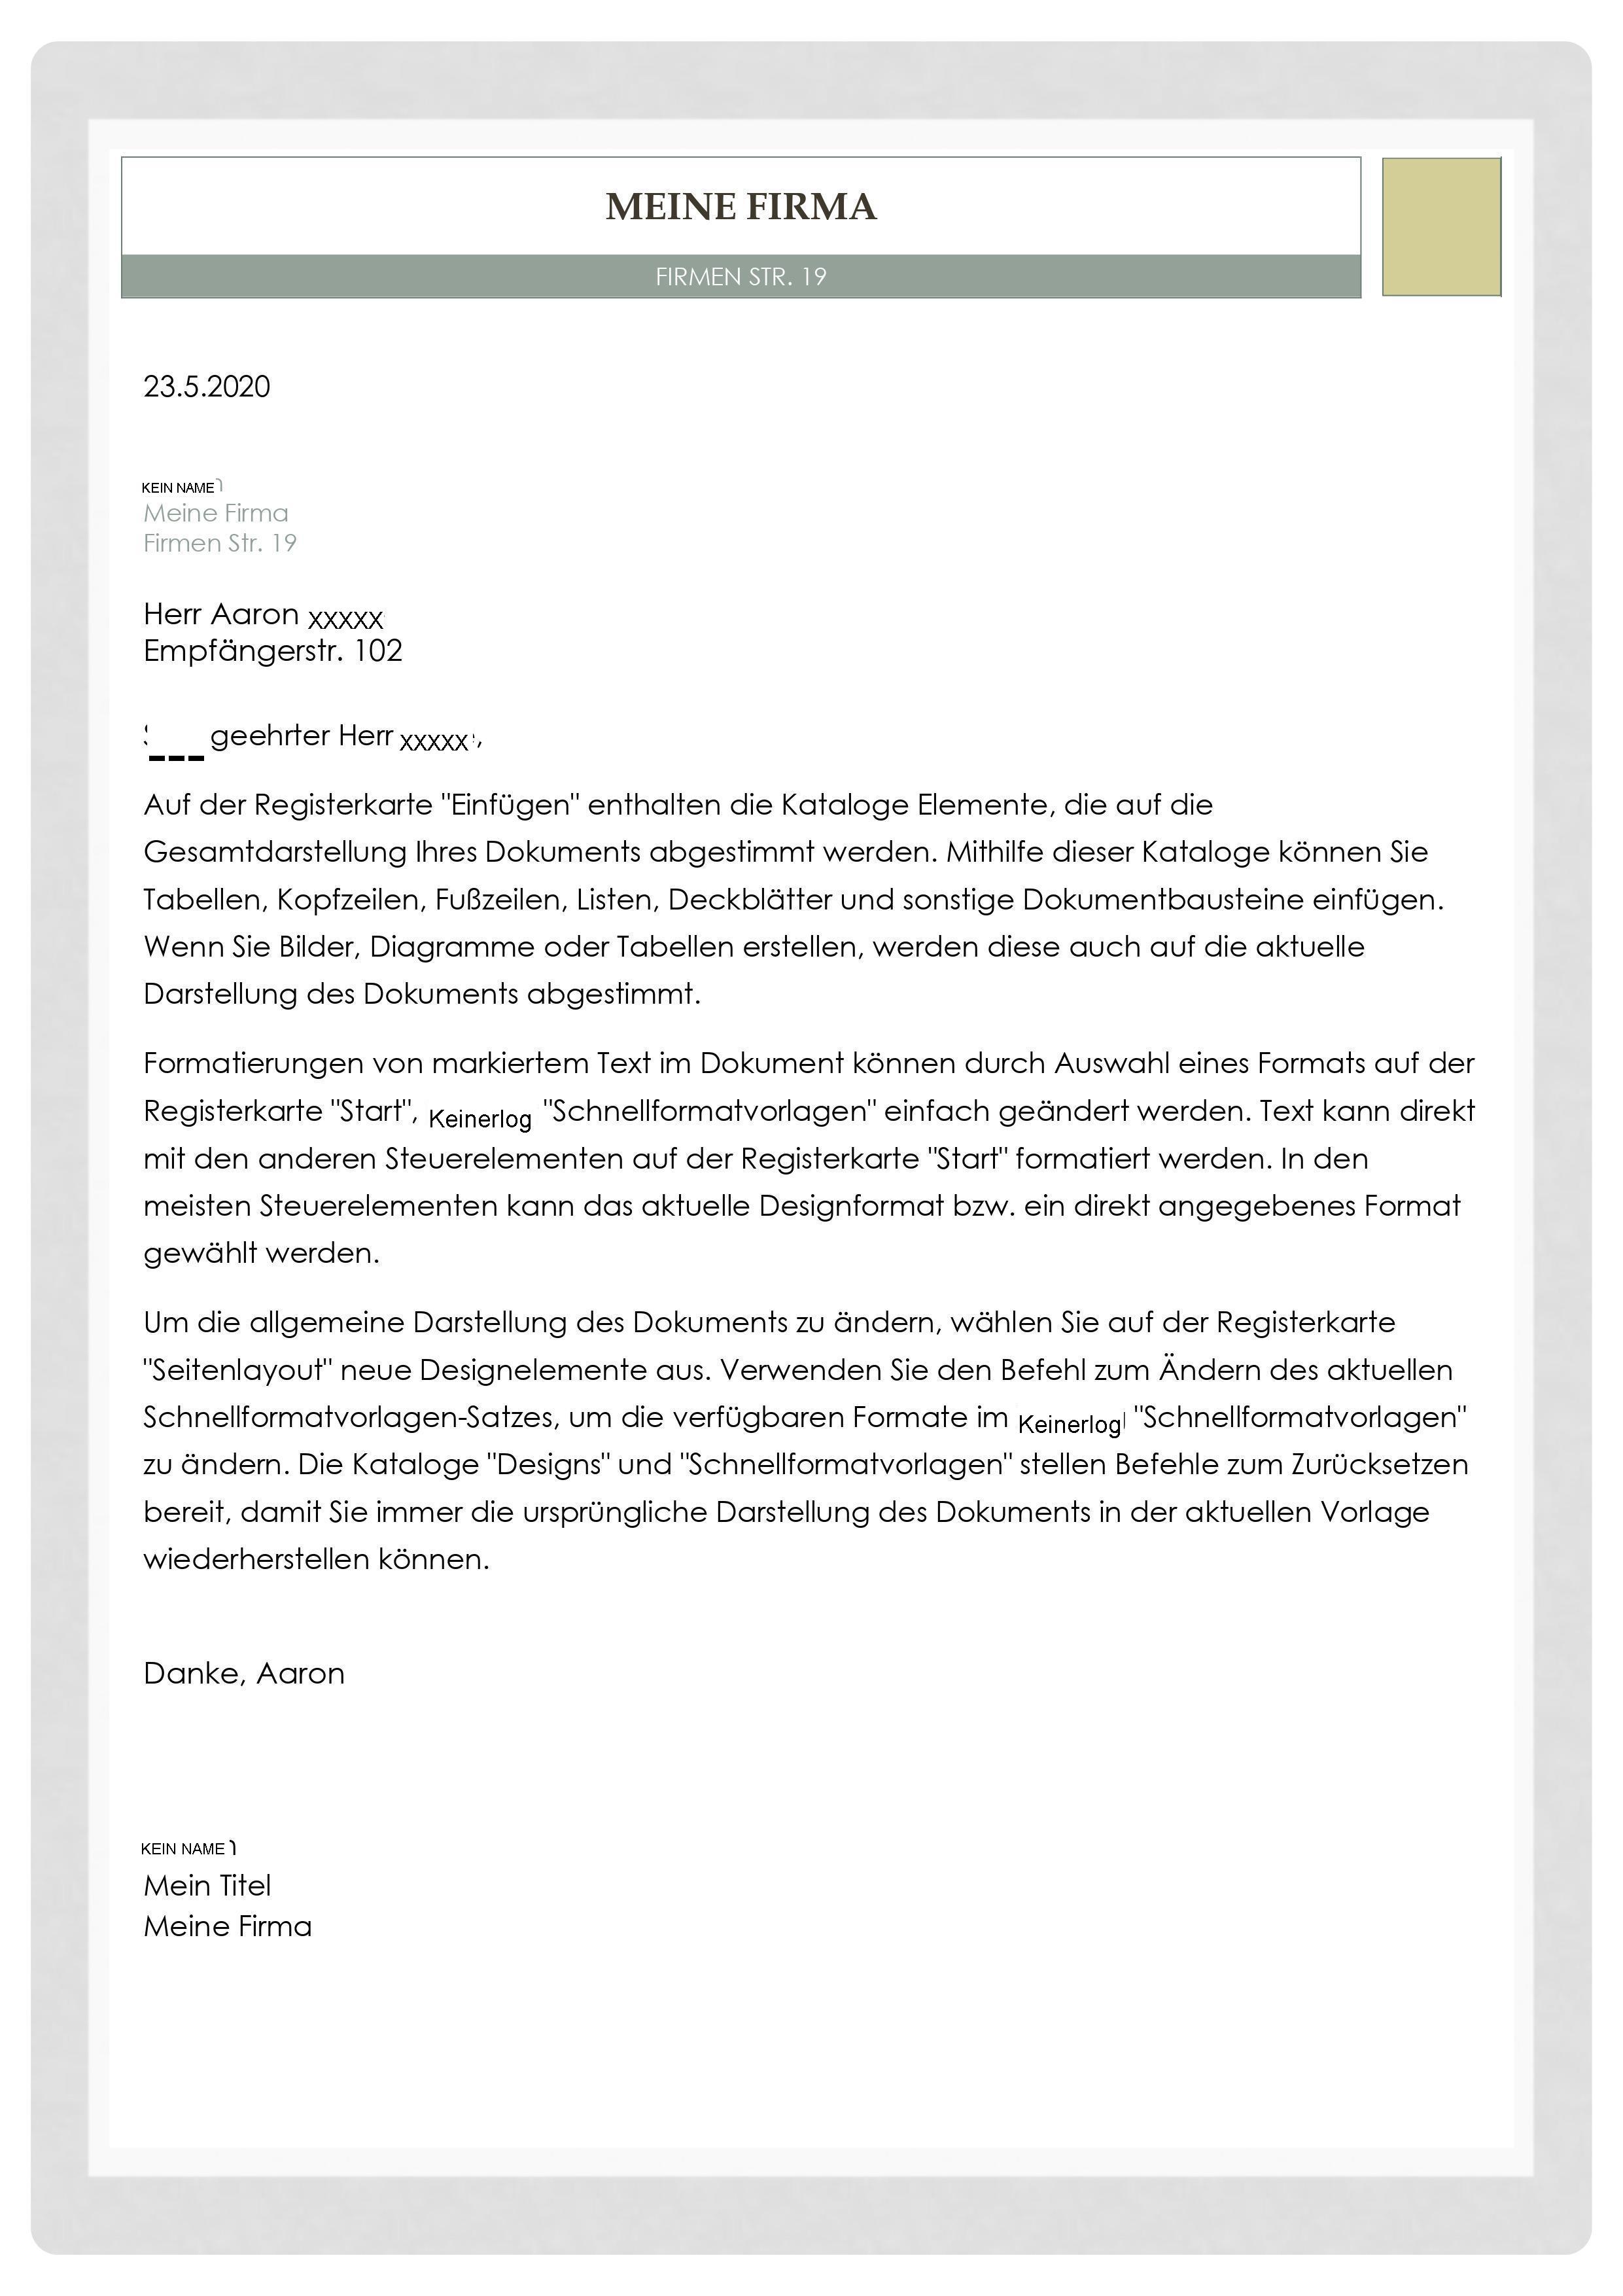 MEINE FIRMA
FIRMEN STR. 19
23.5.2020
KEIN NAME
Meine Firma
Firmen Str. 19
Herr Aaron xxxxx
Empfängerstr. 102
geehrter Herr xxxxx,
Auf der Registerkarte "Einfügen" enthalten die Kataloge Elemente, die auf die
Gesamtdarstellung Ihres Dokuments abgestimmt werden. Mithilfe dieser Kataloge können Sie
Tabellen, Kopfzeilen, Fußzeilen, Listen, Deckblätter und sonstige Dokumentbausteine einfügen.
Wenn Sie Bilder, Diagramme oder Tabellen erstellen, werden diese auch auf die aktuelle
Darstellung des Dokuments abgestimmt.
Formatierungen von markiertem Text im Dokument können durch Auswahl eines Formats auf der
Registerkarte "Start", Keinerlog "Schnellformatvorlagen" einfach geändert werden. Text kann direkt
mit den anderen Steuerelementen auf der Registerkarte "Start" formatiert werden. In den
meisten Steuerelementen kann das aktuelle Designformat bzw. ein direkt angegebenes Format
gewählt werden.
Um die allgemeine Darstellung des Dokuments zu ändern, wählen Sie auf der Registerkarte
"Seitenlayout" neue Designelemente aus. Verwenden Sie den Befehl zum Ändern des aktuellen
Schnellformatvorlagen-Satzes, um die verfügbaren Formate im Keinerlog "Schnellformatvorlagen"
zu ändern. Die Kataloge "Designs" und "Schnellformatvorlagen" stellen Befehle zum Zurücksetzen
bereit, damit Sie immer die ursprüngliche Darstellung des Dokuments in der aktuellen Vorlage
wiederherstellen können.
Danke, Aaron
KEIN NAME
Mein Titel
Meine Firma